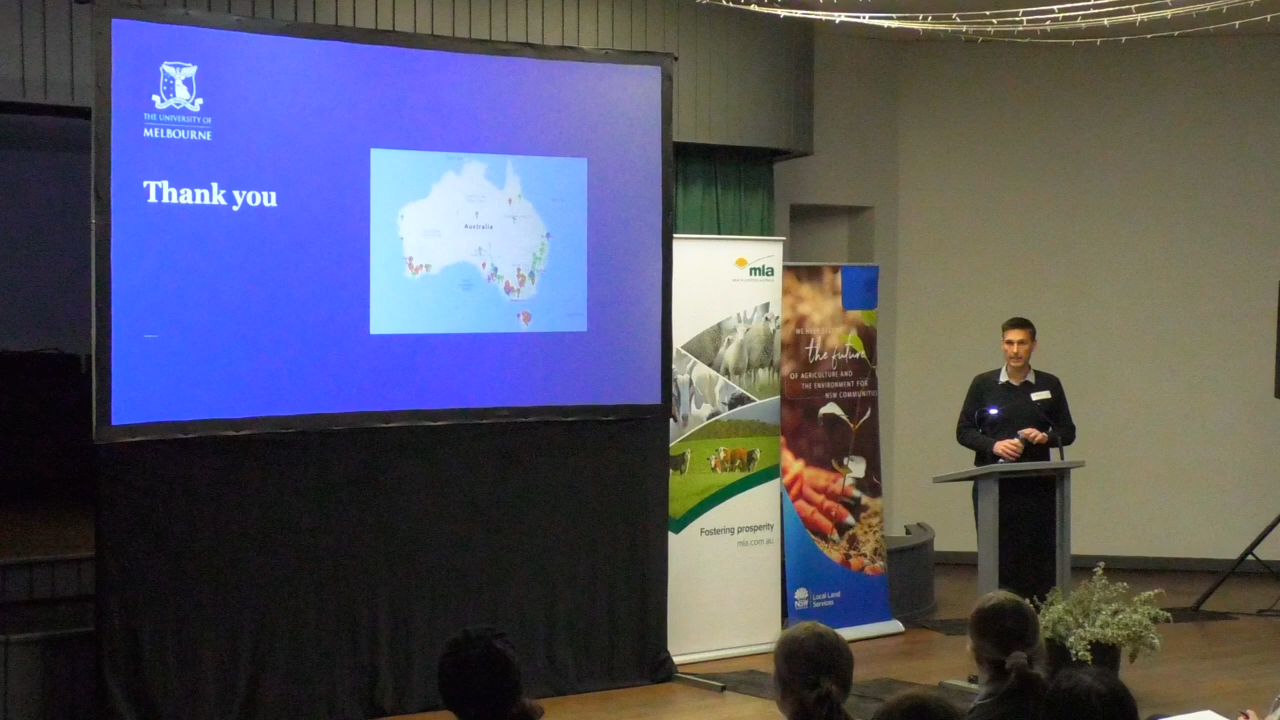 THE UNIVERSITY OF
MELBOURNE
Thank you
Australia
mla
Fostering prosperity
mla.com.au
WE HELP
the future
OF AGRICULTURE AND
THE ENVIRONMENT FOR
NSW COMMUNITIES
NSW
Local Land
Services